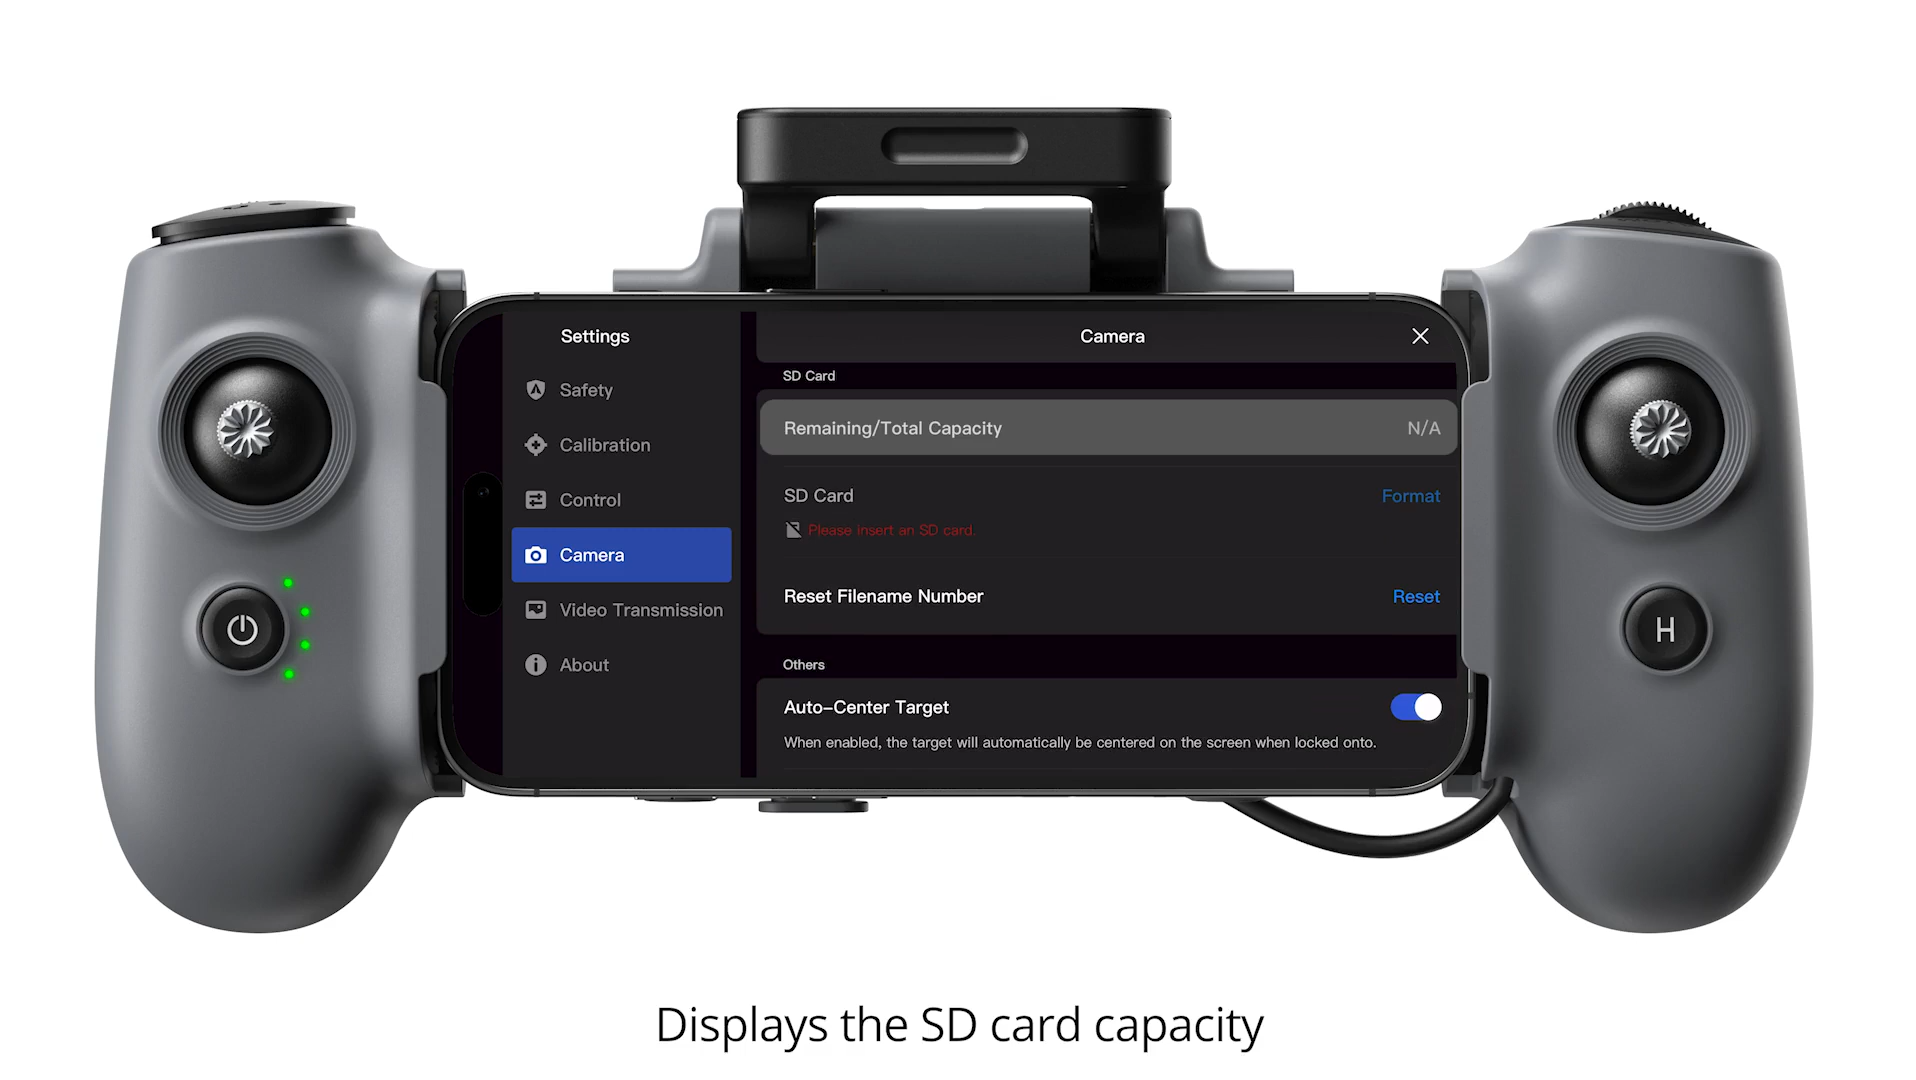 Settings
Safety
Calibration
Control
Camera
Video Transmission
About
Camera
SD Card
Remaining/Total Capacity N/A
SD Card Format
Please insert an SD card.
Reset Filename Number Reset
Others
Auto-Center Target
When enabled, the target will automatically be centered on the screen when locked onto.
H
Displays the SD card capacity